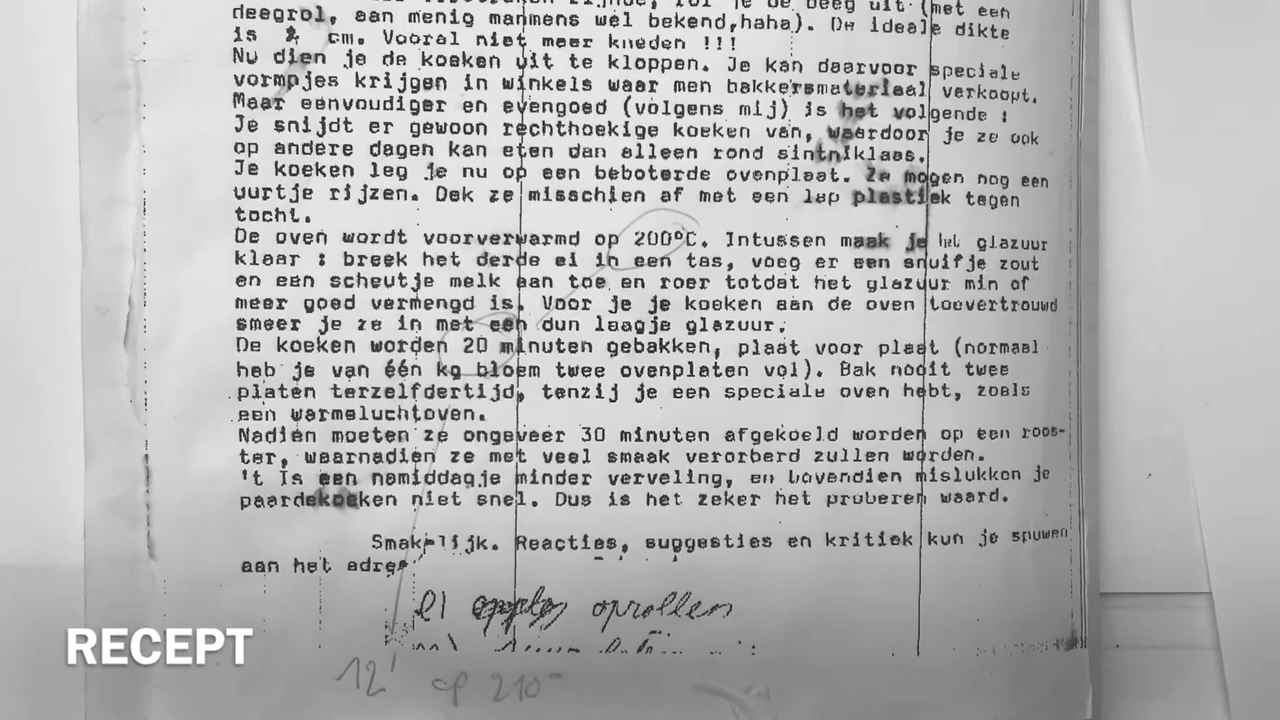 rol je de deeg uit (met een
deegrol, aan menig manmens wel bekend,haha). De ideale dikte
is cm. Vooral niet meer kneden !!!
Nu dien je de koeken uit te kloppen. Je kan daarvoor speciale
vormpjes krijgen in winkels waar men bakkersmateriaal verkoopt.
Maar eenvoudiger en evengoed (volgens mij) is het volgende :
Je snijdt er gewoon rechthoekige koeken van, waardoor je ze ook
op andere dagen kan eten dan alleen rond sintniklaas.
Je koeken leg je nu op een beboterde ovenplaat. Ze mogen nog een
uurtje rijzen. Dek ze misschien af met een lap plastiek tegen
tocht.
De oven wordt voorverwarmd op 200°C. Intussen maak je het glazuur
klaar : breek het derde ei in een tas, voeg er een snuifje zout
en een scheutje melk aan toe en roer totdat het glazuur min of
meer goed vermengd is. Voor je je koeken aan de oven toevertrouwd
smeer je ze in met een dun laagje glazuur.
De koeken worden 20 minuten gebakken, plaat voor plaat (normaal
heb je van één kg bloem twee ovenplaten vol). Bak nooit twee
platen terzelfdertijd, tenzij je een speciale oven hebt, zoals
een warmeluchtoven.
Nadien moeten ze ongeveer 30 minuten afgekoeld worden op een roos-
ter, waarnadien ze met veel smaak verorberd zullen worden.
't Is een namiddagje minder verveling, en bovendien mislukken je
paardekoeken niet snel. Dus is het zeker het proberen waard.
Smakelijk. Reacties, suggesties en kritiek kun je spuwen
aan het adres
oprollen
RECEPT
12' op 210°